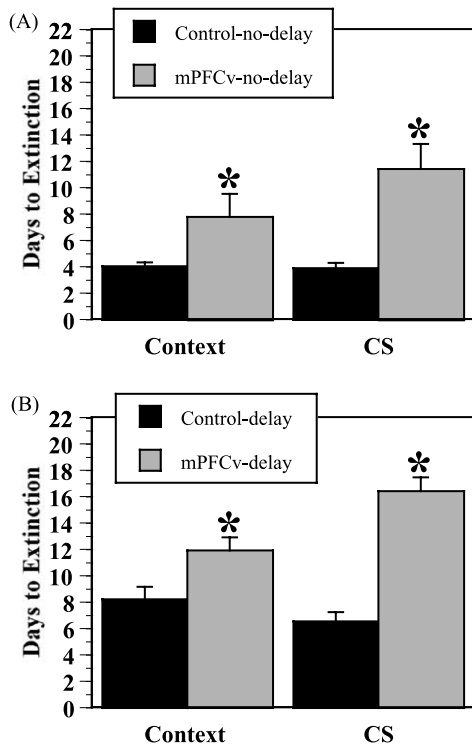 (A)
Control-no-delay
mPFCv-no-delay
Days to Extinction
22
20
18
16
14
12
10
8
6
4
2
0
*
*
Context
CS
(B)
Control-delay
mPFCv-delay
Days to Extinction
22
20
18
16
14
12
10
8
6
4
2
0
*
*
Context
CS